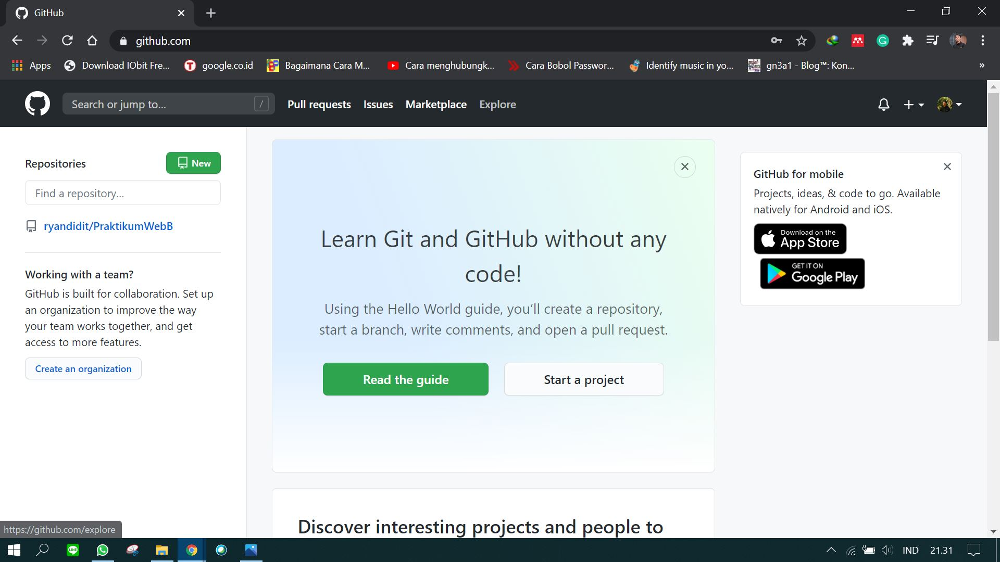 GitHub
github.com
Apps
Download IObit Fre...
google.co.id
Bagaimana Cara M...
Cara menghubungk...
Cara Bobol Passwor...
Identify music in yo...
gn3a1 - Blog™: Kon...
»
Search or jump to...
/
Pull requests
Issues
Marketplace
Explore
Repositories
New
Find a repository...
ryandidit/PraktikumWebB
Working with a team?
GitHub is built for collaboration. Set up
an organization to improve the way
your team works together, and get
access to more features.
Create an organization
Learn Git and GitHub without any
code!
Using the Hello World guide, you’ll create a repository,
start a branch, write comments, and open a pull request.
Read the guide
Start a project
Discover interesting projects and people to
GitHub for mobile
Projects, ideas, & code to go. Available
natively for Android and iOS.
Download on the
App Store
GET IT ON
Google Play
https://github.com/explore
LINE
IND
21.31